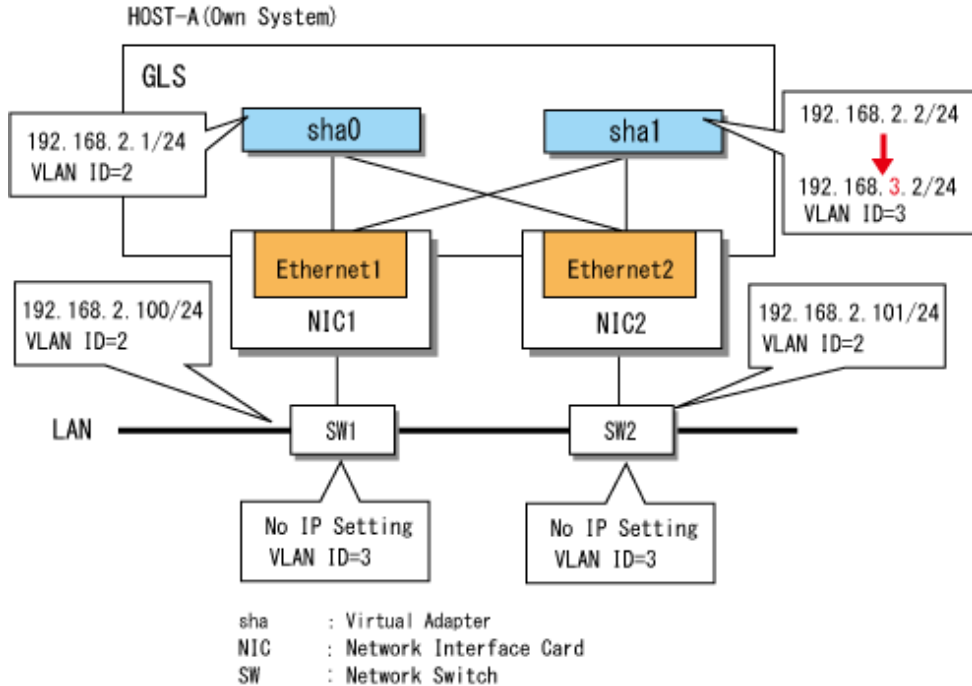 HOST-A(Own System)
GLS
sha0
sha1
192.168.2.1/24
VLAN ID=2
192.168.2.2/24
192.168.3.2/24
VLAN ID=3
Ethernet1
Ethernet2
NIC1
NIC2
192.168.2.100/24
VLAN ID=2
192.168.2.101/24
VLAN ID=2
LAN
SW1
SW2
No IP Setting
VLAN ID=3
No IP Setting
VLAN ID=3
sha : Virtual Adapter
NIC : Network Interface Card
SW : Network Switch